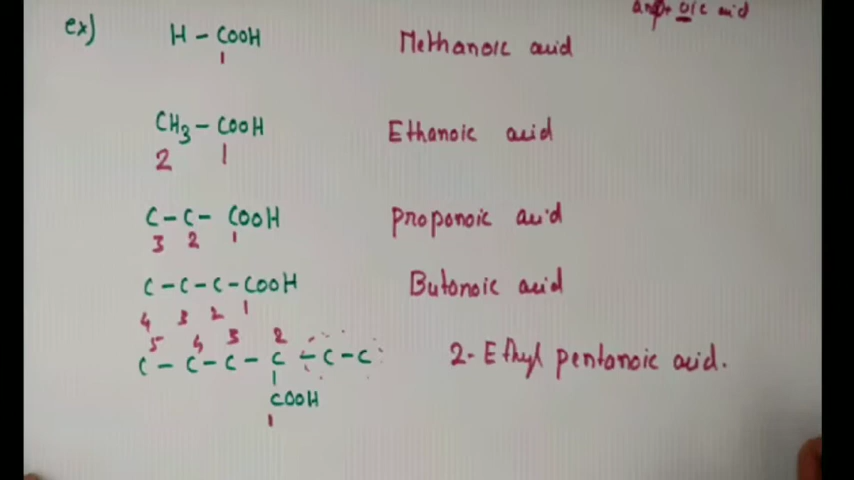 ex) H - COOH Methanoic acid
1
CH3 - COOH Ethanoic acid
2 1
C - C - COOH Propanoic acid
3 2 1
C - C - C - COOH Butanoic acid
4 3 2 1
5 4 3 2
C - C - C - C - C - C 2-Ethyl pentanoic acid.
COOH
1